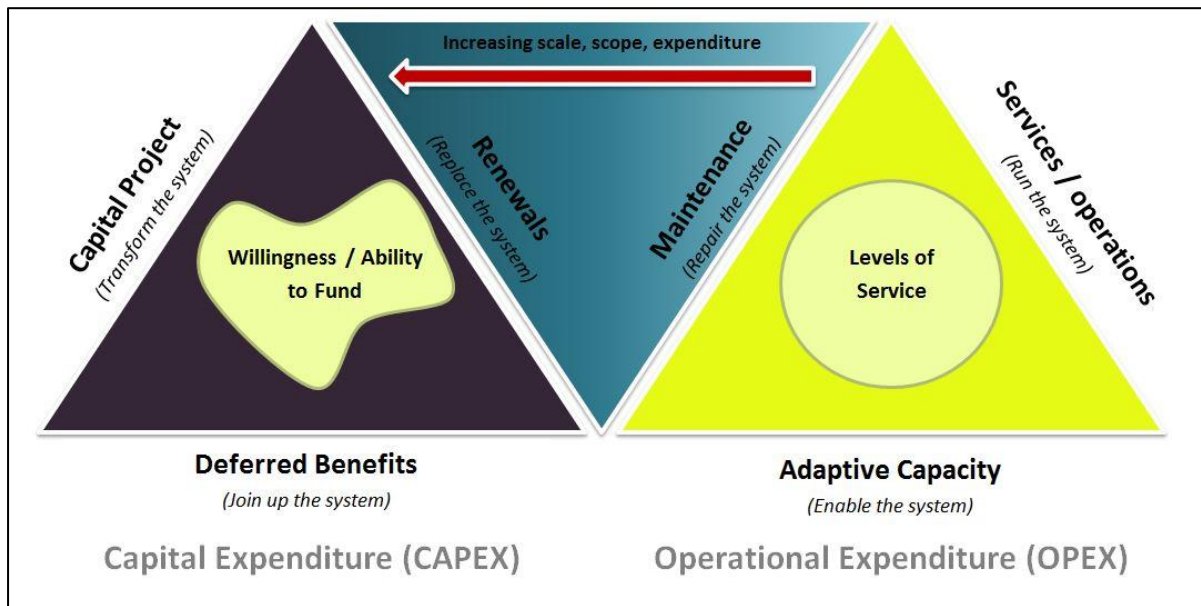 Increasing scale, scope, expenditure
Capital Project
(Transform the system)
Renewals
(Replace the system)
Maintenance
(Repair the system)
Services / operations
(Run the system)
Willingness / Ability
to Fund
Levels of
Service
Deferred Benefits
(Join up the system)
Adaptive Capacity
(Enable the system)
Capital Expenditure (CAPEX)
Operational Expenditure (OPEX)